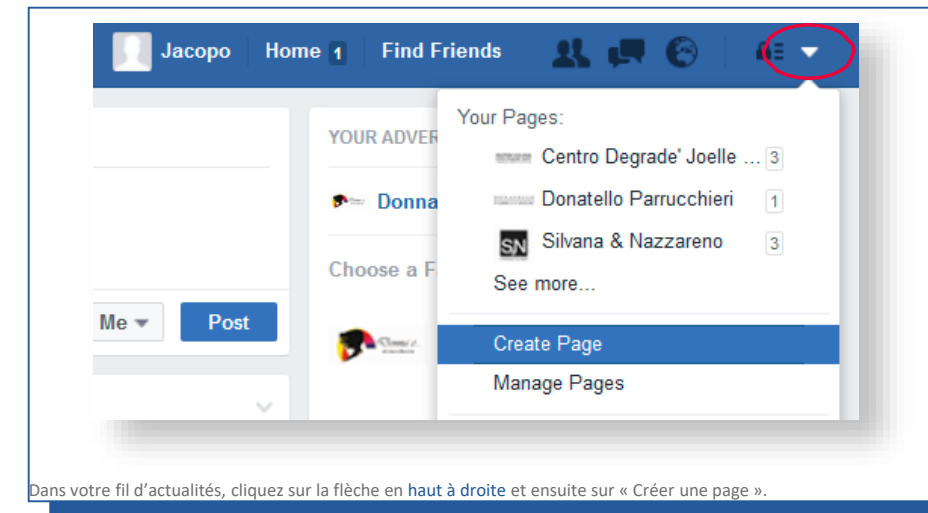 Jacopo Home 1 Find Friends
YOUR ADVER
Donna
Choose a F
Me Post
Your Pages:
Centro Degrade' Joelle ... 3
Donatello Parrucchieri 1
SN Silvana & Nazzareno 3
See more...
Create Page
Manage Pages
Dans votre fil d’actualités, cliquez sur la flèche en haut à droite et ensuite sur « Créer une page ».